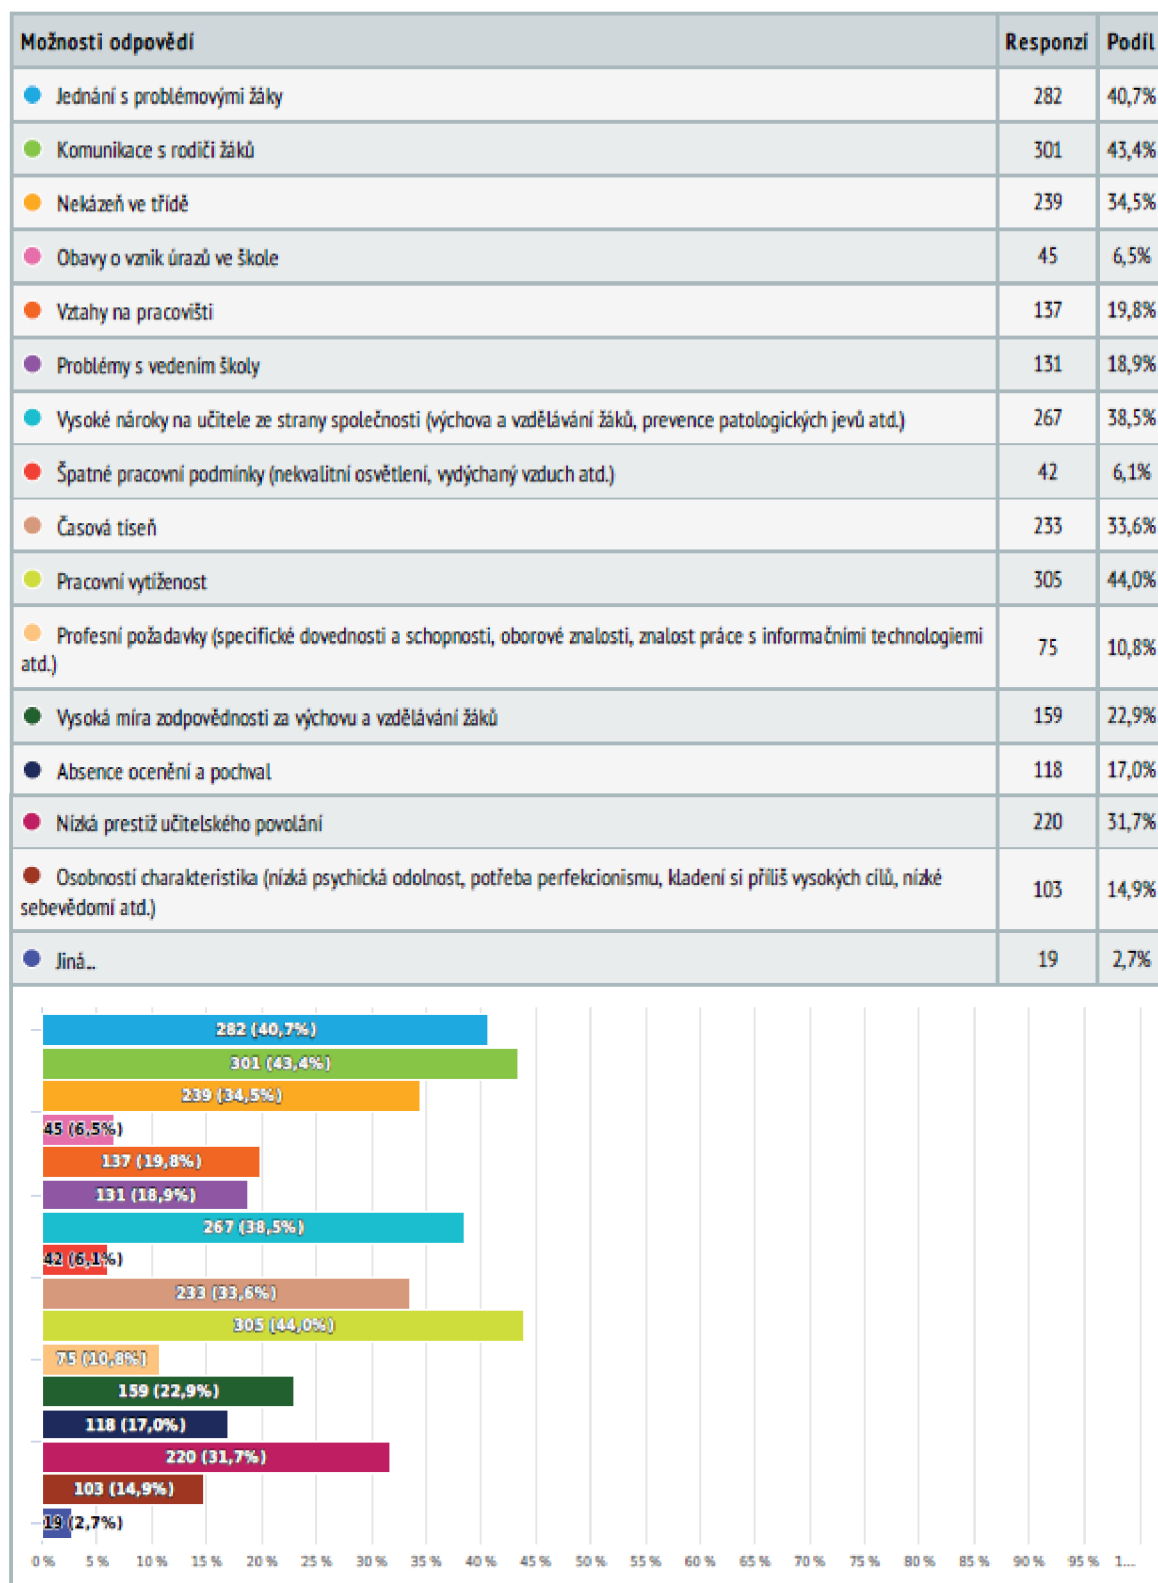 Možnosti odpovědí Responzí Podíl
Jednání s problémovými žáky 282 40,7%
Komunikace s rodiči žáků 301 43,4%
Nekázeň ve třídě 239 34,5%
Obavy o vznik úrazů ve škole 45 6,5%
Vztahy na pracovišti 137 19,8%
Problémy s vedením školy 131 18,9%
Vysoké nároky na učitele ze strany společnosti (výchova a vzdělávání žáků, prevence patologických jevů atd.) 267 38,5%
Špatné pracovní podmínky (nekvalitní osvětlení, vydýchaný vzduch atd.) 42 6,1%
Časová tíseň 233 33,6%
Pracovní vytíženost 305 44,0%
Profesní požadavky (specifické dovednosti a schopnosti, oborové znalosti, znalost práce s informačními technologiemi
atd.) 75 10,8%
Vysoká míra zodpovědnosti za výchovu a vzdělávání žáků 159 22,9%
Absence ocenění a pochval 118 17,0%
Nízká prestiž učitelského povolání 220 31,7%
Osobností charakteristika (nízká psychická odolnost, potřeba perfekcionismu, kladení si příliš vysokých cílů, nízké
sebevědomí atd.) 103 14,9%
Jiná... 19 2,7%
282 (40,7%)
301 (43,4%)
239 (34,5%)
45 (6,5%)
137 (19,8%)
131 (18,9%)
267 (38,5%)
42 (6,1%)
233 (33,6%)
305 (44,0%)
75 (10,8%)
159 (22,9%)
118 (17,0%)
220 (31,7%)
103 (14,9%)
19 (2,7%)
0 % 5 % 10 % 15 % 20 % 25 % 30 % 35 % 40 % 45 % 50 % 55 % 60 % 65 % 70 % 75 % 80 % 85 % 90 % 95 % 1...